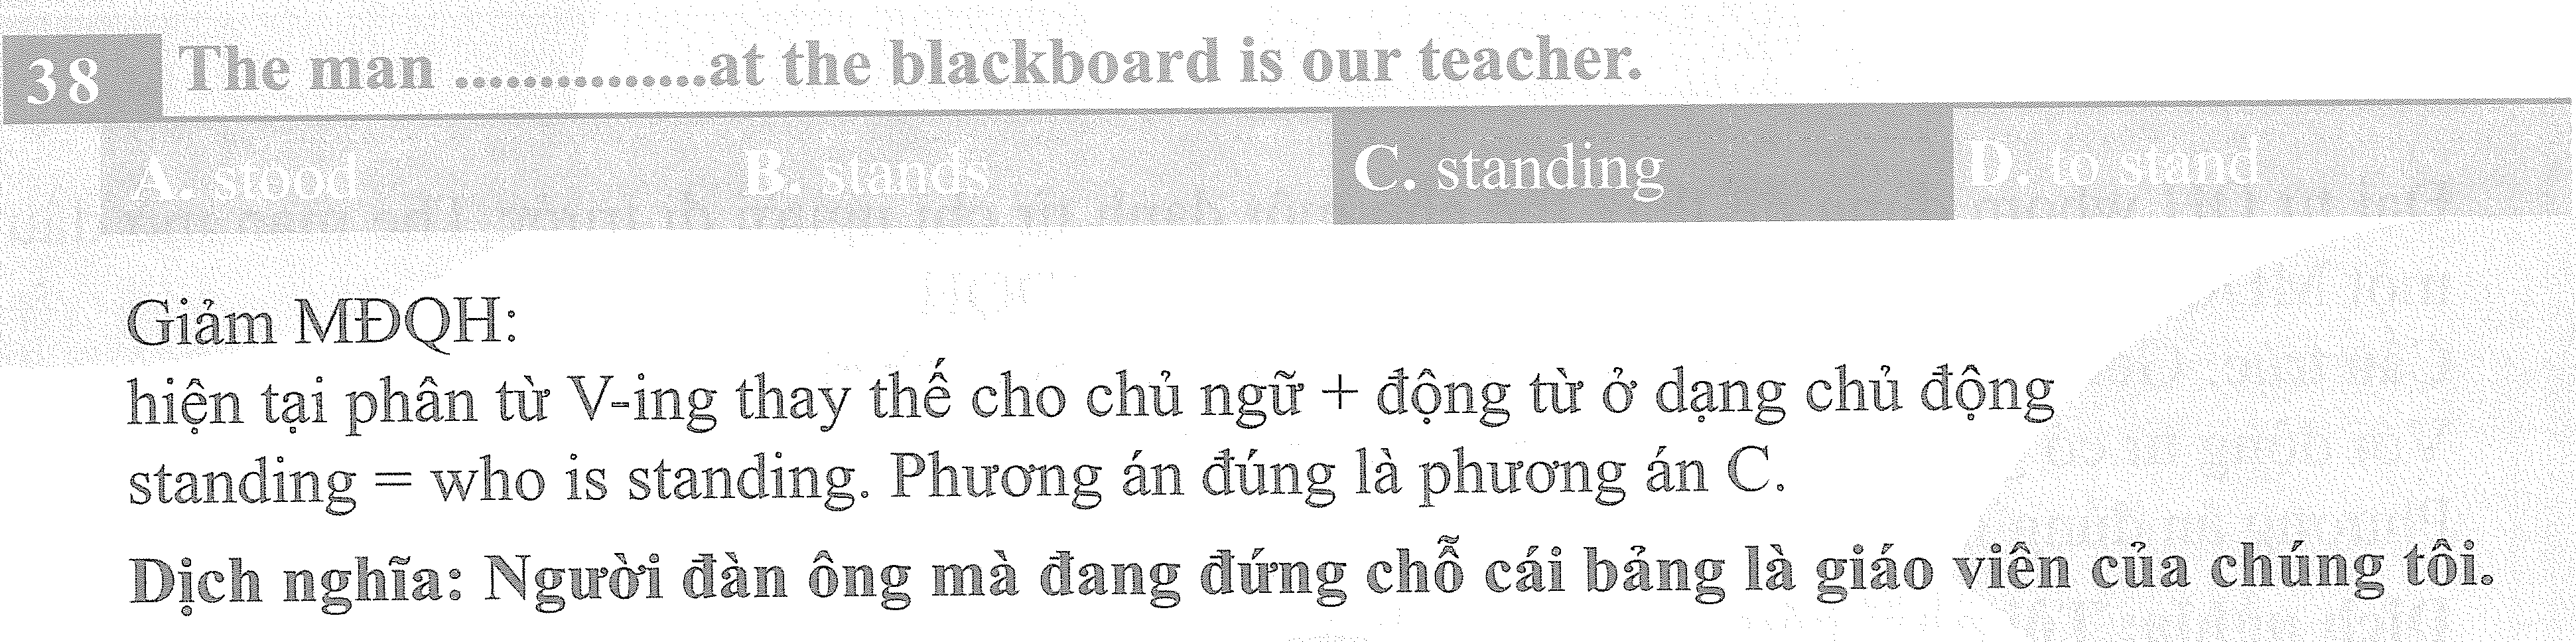 38 The man ...............at the blackboard is our teacher.
A. stood B. stands C. standing D. to stand
Giảm MĐQH:
hiện tại phân từ V-ing thay thế cho chủ ngữ + động từ ở dạng chủ động
standing = who is standing. Phương án đúng là phương án C.
Dịch nghĩa: Người đàn ông mà đang đứng chỗ cái bảng là giáo viên của chúng tôi.